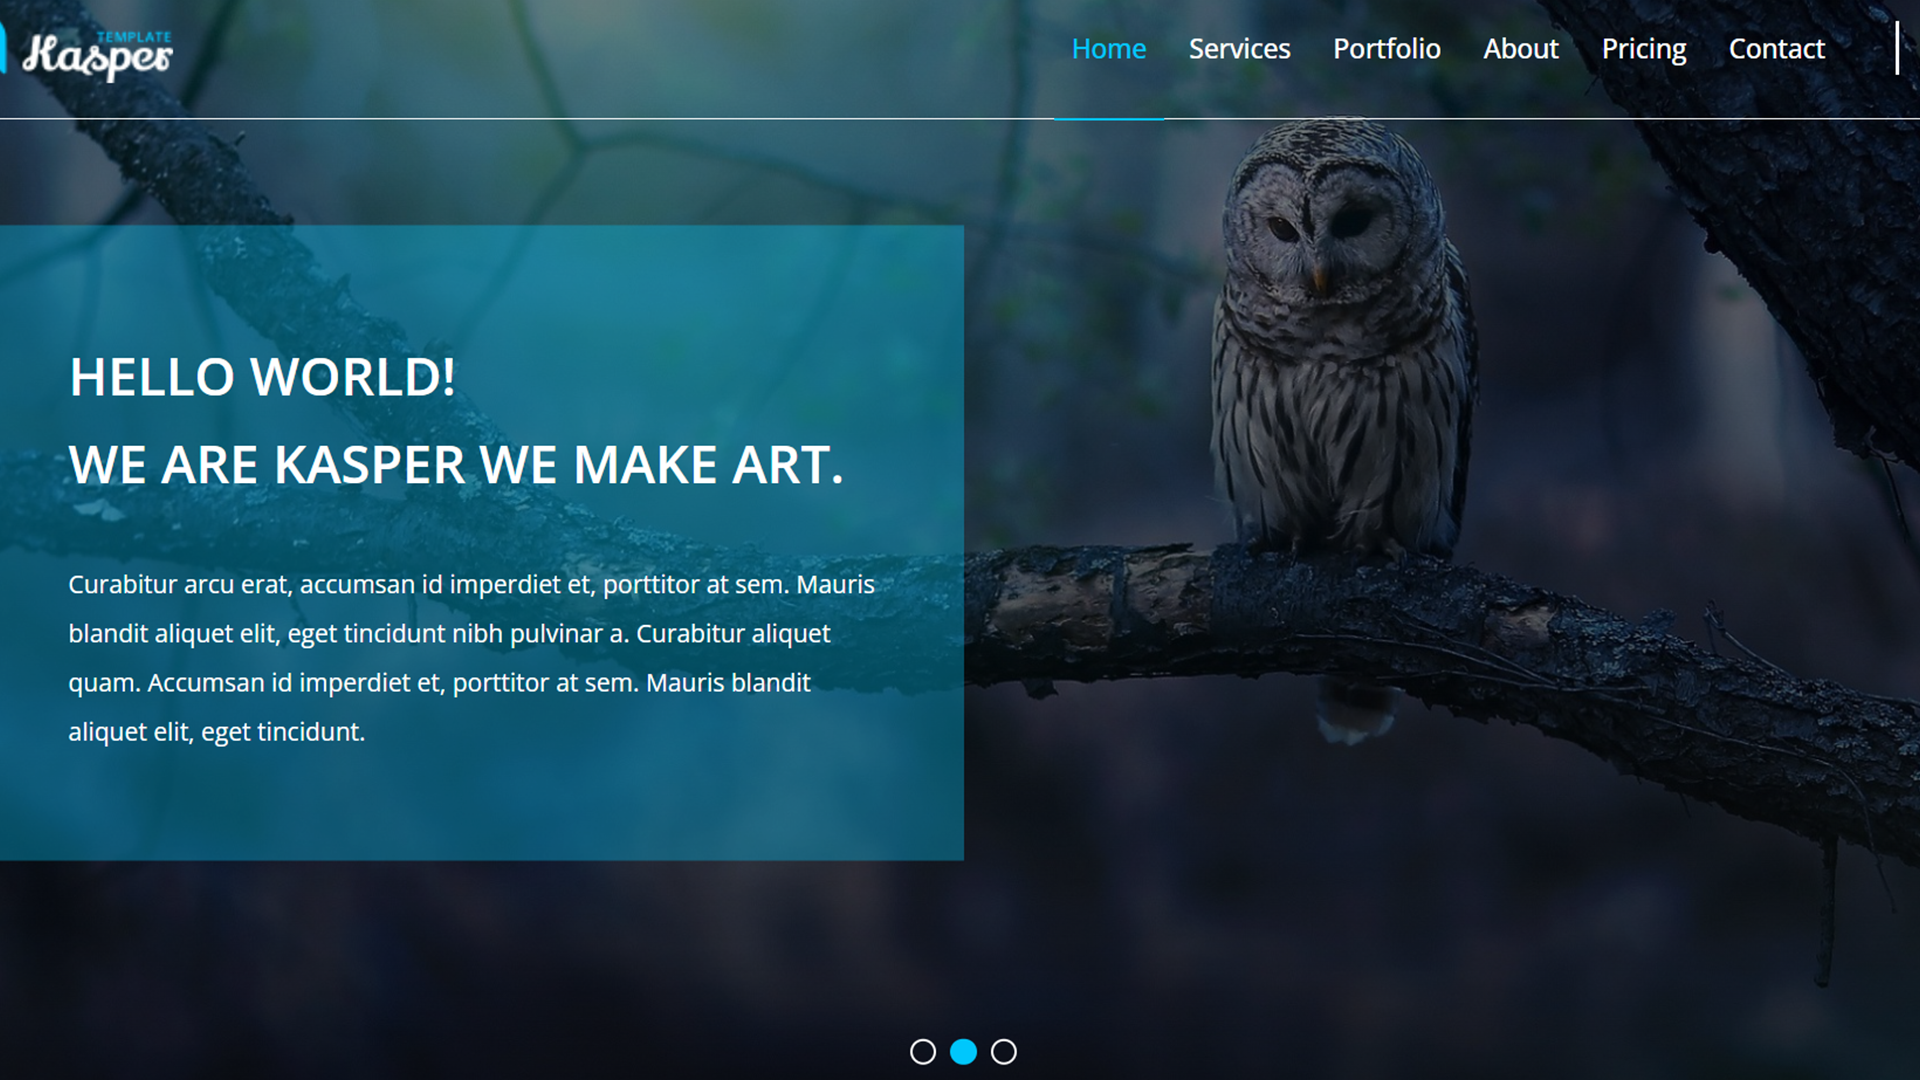 TEMPLATE
Kasper
Home Services Portfolio About Pricing Contact
HELLO WORLD!
WE ARE KASPER WE MAKE ART.
Curabitur arcu erat, accumsan id imperdiet et, porttitor at sem. Mauris
blandit aliquet elit, eget tincidunt nibh pulvinar a. Curabitur aliquet
quam. Accumsan id imperdiet et, porttitor at sem. Mauris blandit
aliquet elit, eget tincidunt.